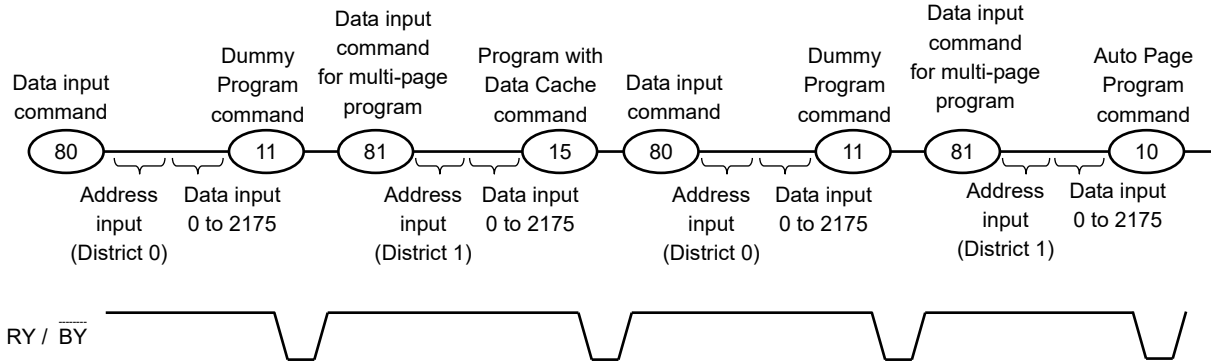 Data input
command
Dummy
Program
command
Data input
command
for multi-page
program
Program with
Data Cache
command
Data input
command
Dummy
Program
command
Data input
command
for multi-page
program
Auto Page
Program
command
80
11
81
15
80
11
81
10
Address
input
(District 0)
Data input
0 to 2175
Address
input
(District 1)
Data input
0 to 2175
Address
input
(District 0)
Data input
0 to 2175
Address
input
(District 1)
Data input
0 to 2175
RY / BY